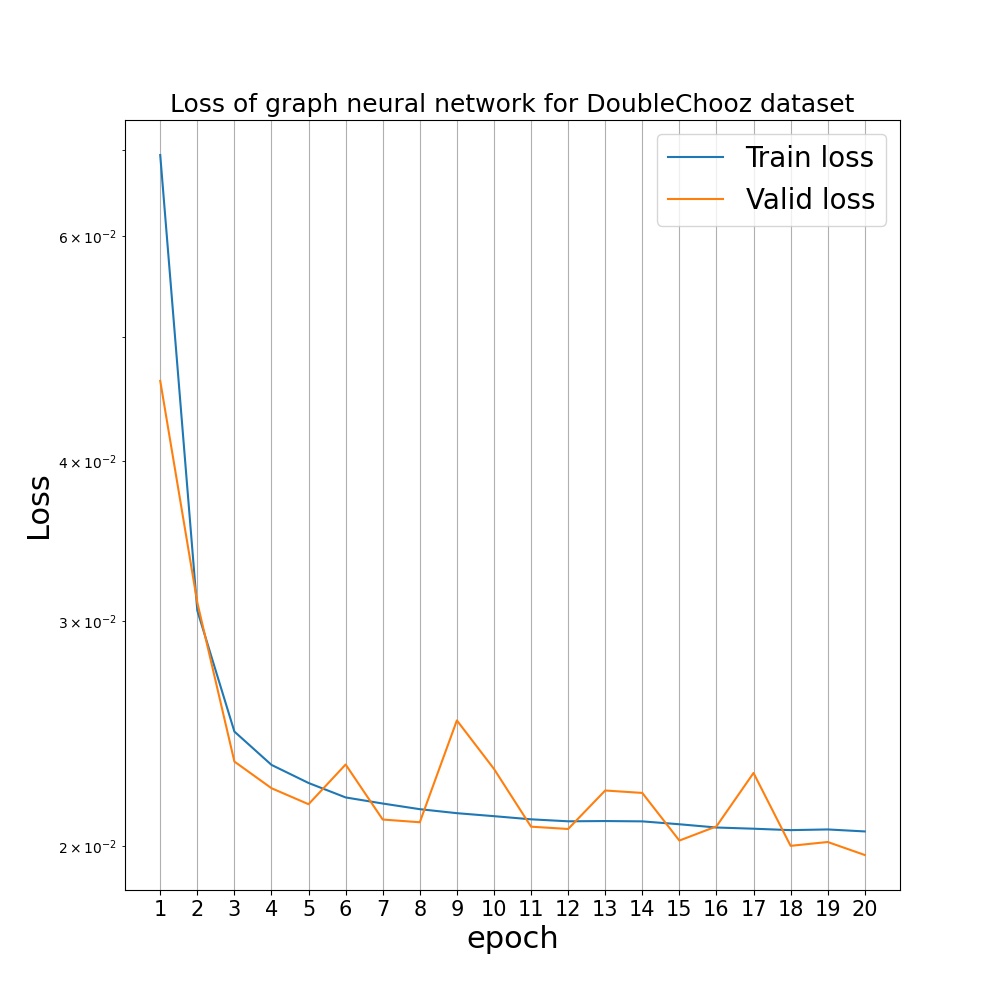 Loss of graph neural network for DoubleChooz dataset
Train loss
Valid loss
6 × 10⁻²
4 × 10⁻²
3 × 10⁻²
2 × 10⁻²
Loss
1 2 3 4 5 6 7 8 9 10 11 12 13 14 15 16 17 18 19 20
epoch